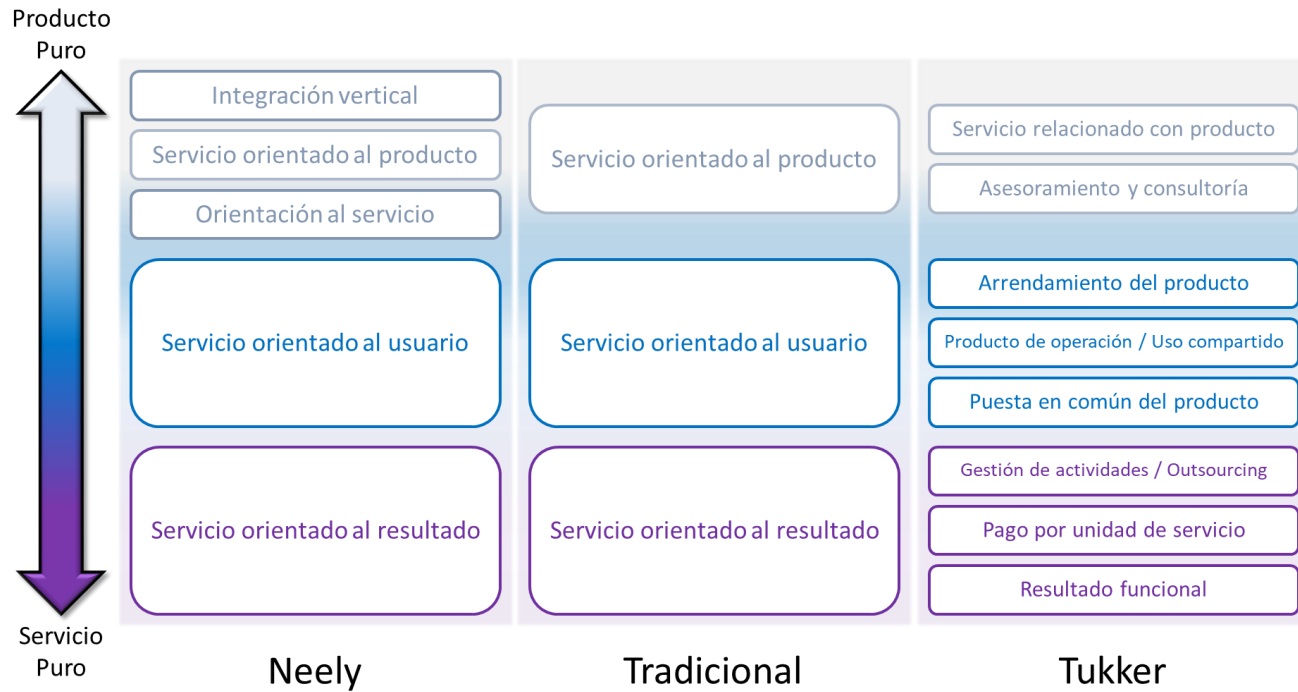 Producto
Puro
Integración vertical
Servicio orientado al producto
Orientación al servicio
Servicio orientado al usuario
Servicio orientado al resultado
Servicio orientado al producto
Servicio orientado al usuario
Servicio orientado al resultado
Servicio relacionado con producto
Asesoramiento y consultoría
Arrendamiento del producto
Producto de operación / Uso compartido
Puesta en común del producto
Gestión de actividades / Outsourcing
Pago por unidad de servicio
Resultado funcional
Servicio
Puro
Neely
Tradicional
Tukker